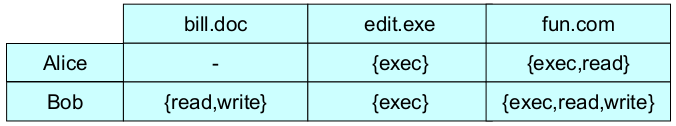 bill.doc edit.exe fun.com
Alice - {exec} {exec,read}
Bob {read,write} {exec} {exec,read,write}